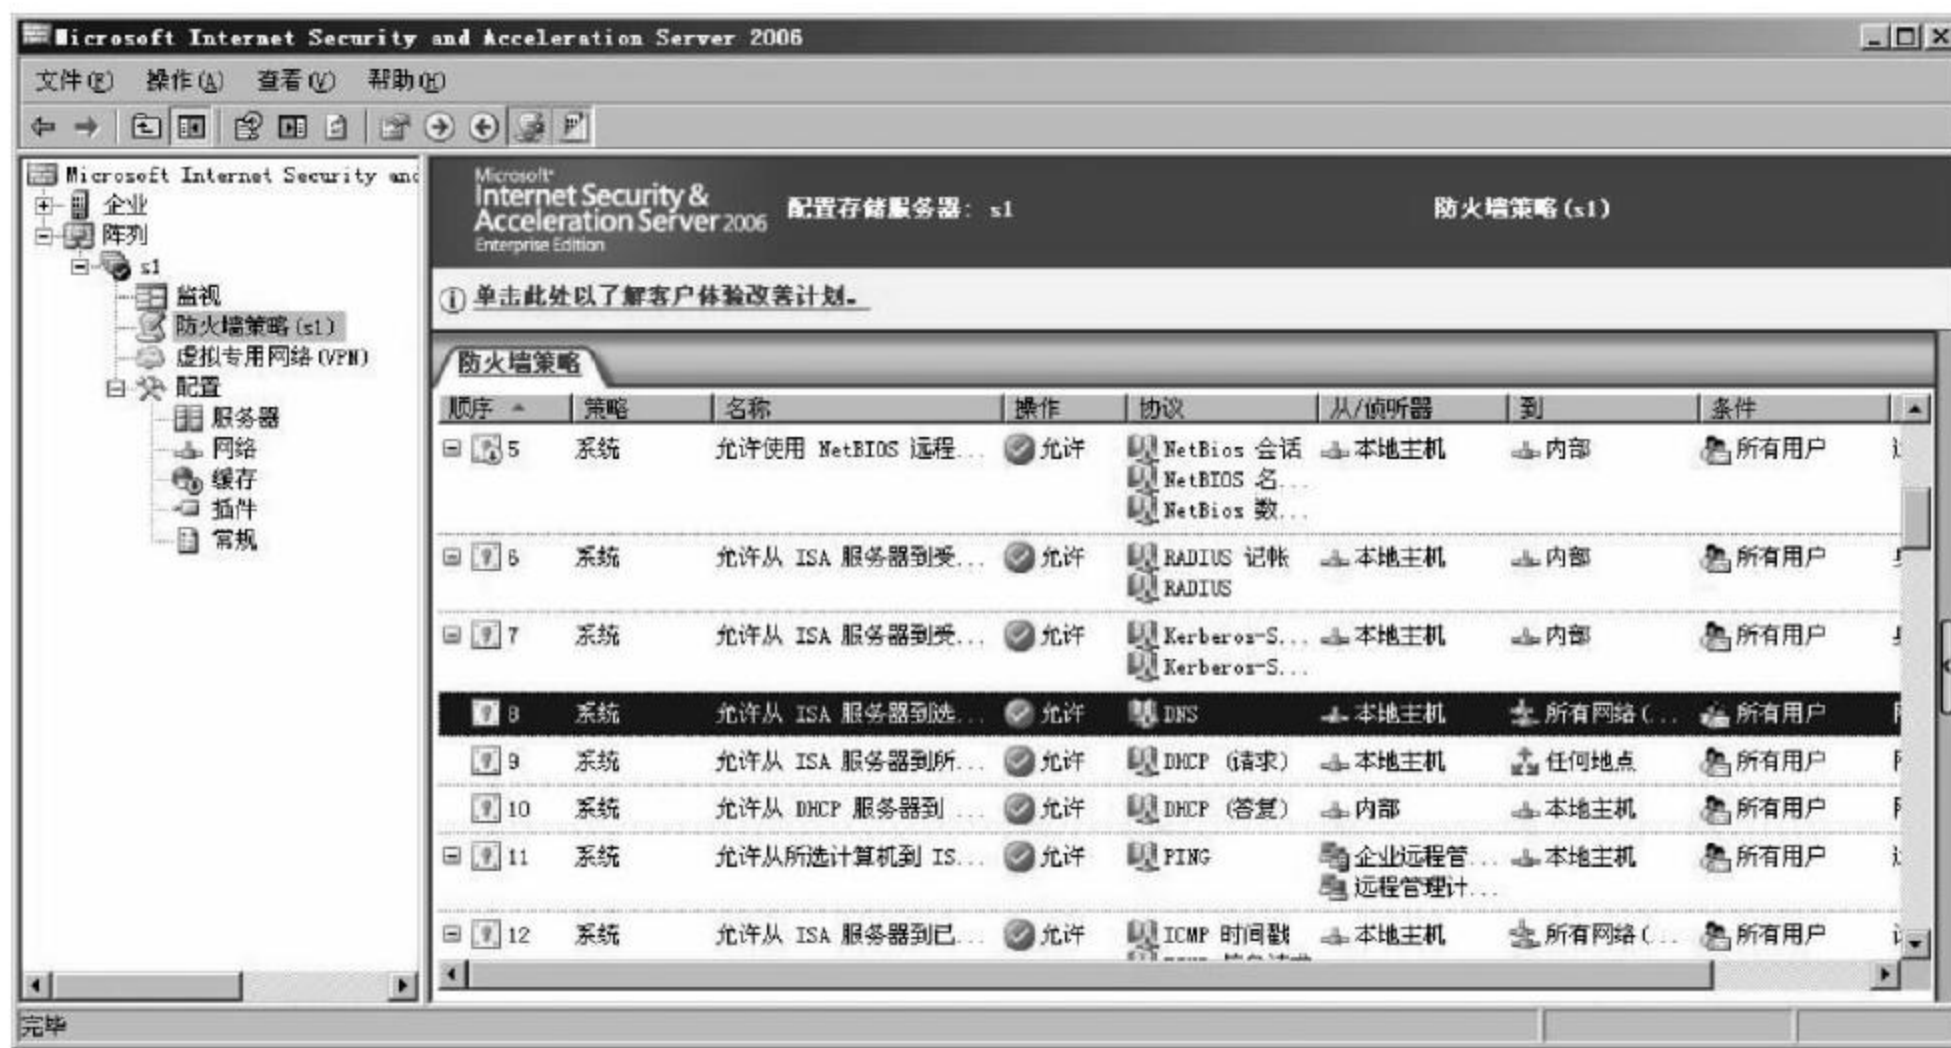 Microsoft Internet Security and Acceleration Server 2006
文件(F) 操作(A) 查看(V) 帮助(H)
Microsoft Internet Security and
企业
阵列
s1
监视
防火墙策略(s1)
虚拟专用网络(VPN)
配置
服务器
网络
缓存
插件
常规
Microsoft
Internet Security &
Acceleration Server 2006
Enterprise Edition
配置存储服务器: s1
防火墙策略(s1)
单击此处以了解客户体验改善计划。
防火墙策略
顺序 策略 名称 操作 协议 从/侦听器 到 条件
5 系统 允许使用 NetBIOS 远程... 允许 NetBios 会话 本地主机 内部 所有用户
NetBIOS 名...
NetBios 数...
6 系统 允许从 ISA 服务器到受... 允许 RADIUS 记帐 本地主机 内部 所有用户
RADIUS
7 系统 允许从 ISA 服务器到受... 允许 Kerberos-S... 本地主机 内部 所有用户
Kerberos-S...
8 系统 允许从 ISA 服务器到选... 允许 DNS 本地主机 所有网络(... 所有用户
9 系统 允许从 ISA 服务器到所... 允许 DHCP (请求) 本地主机 任何地点 所有用户
10 系统 允许从 DHCP 服务器到 ... 允许 DHCP (答复) 内部 本地主机 所有用户
11 系统 允许从所选计算机到 IS... 允许 PING 企业远程管... 本地主机 所有用户
远程管理计...
12 系统 允许从 ISA 服务器到已... 允许 ICMP 时间戳 本地主机 所有网络(... 所有用户
完毕